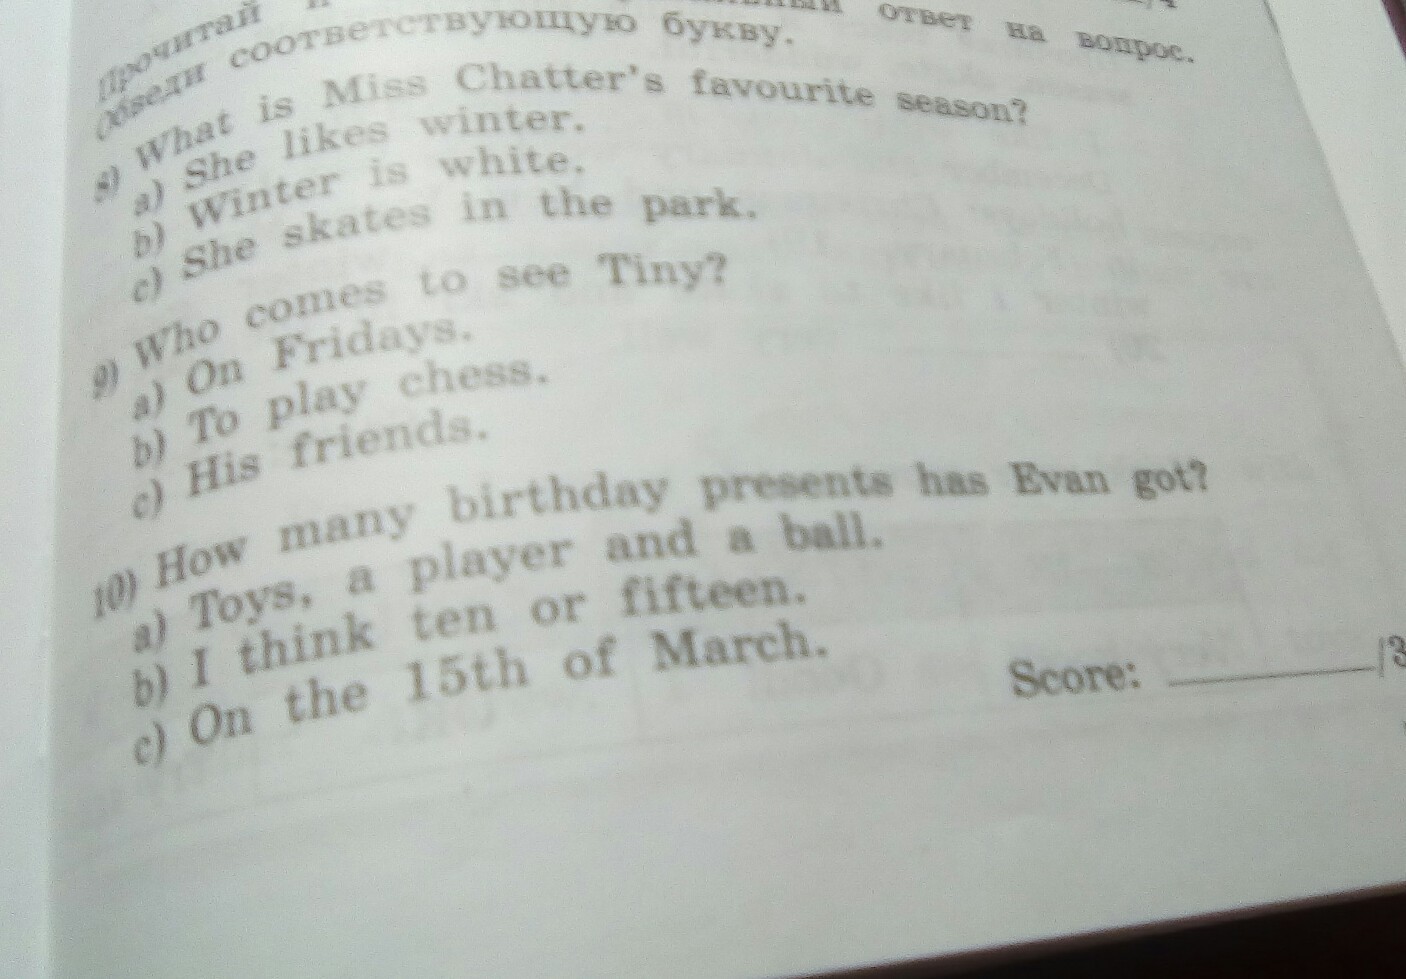 Прочитай ответ на вопрос.
Обведи соответствующую букву.
8) What is Miss Chatter's favourite season?
a) She likes winter.
b) Winter is white.
c) She skates in the park.
9) Who comes to see Tiny?
a) On Fridays.
b) To play chess.
c) His friends.
10) How many birthday presents has Evan got?
a) Toys, a player and a ball.
b) I think ten or fifteen.
c) On the 15th of March.
Score: ________/3